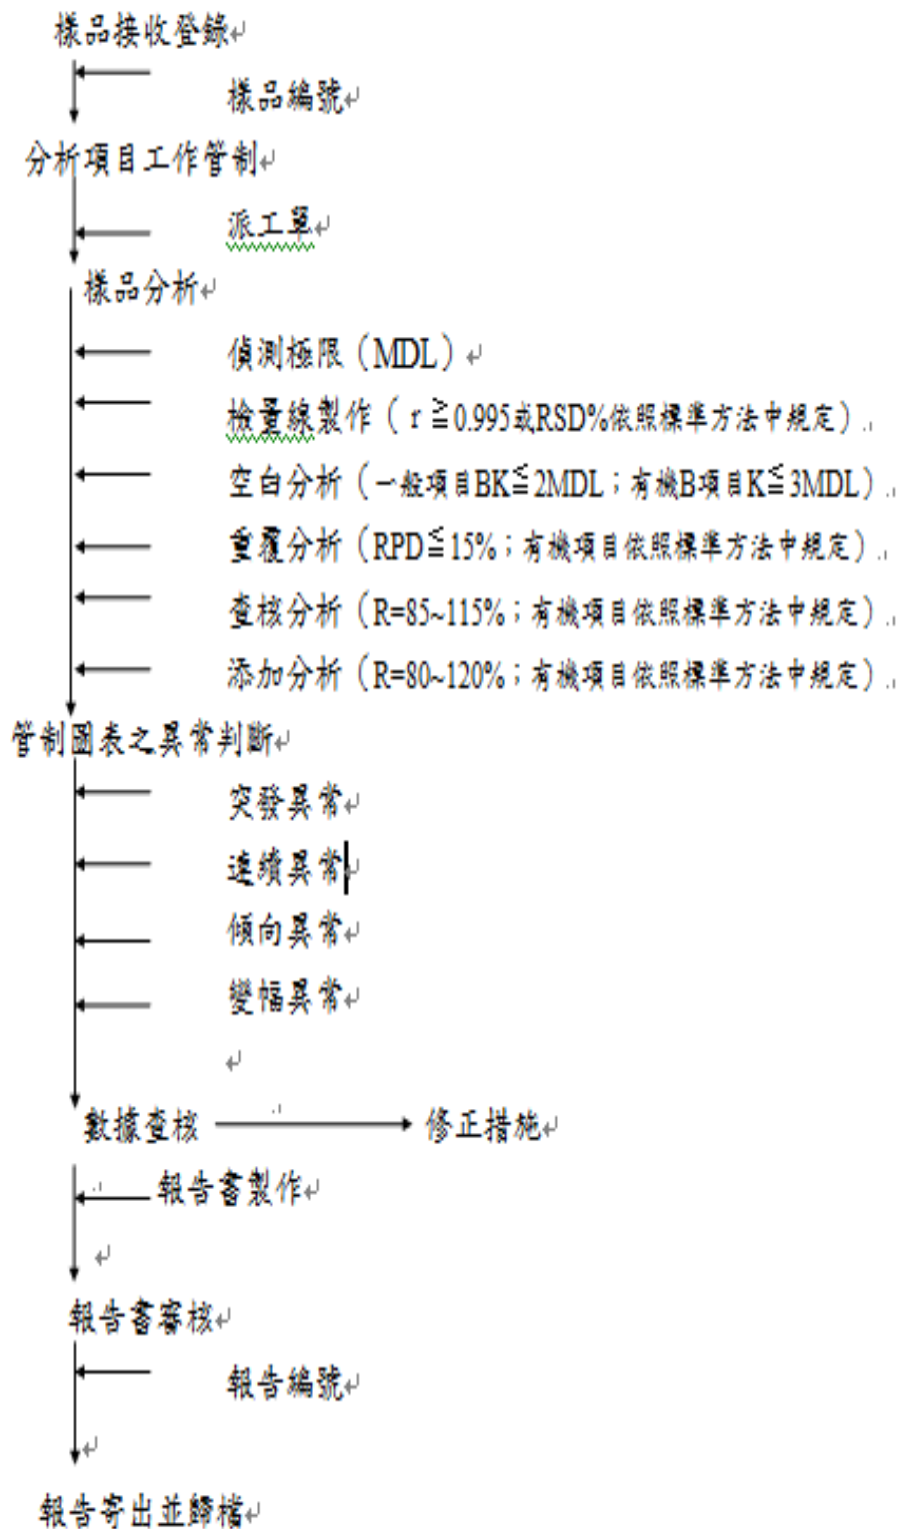 樣品接收登錄
樣品編號
分析項目工作管制
派工單
樣品分析
偵測極限（MDL）
檢量線製作（r≧0.995或RSD%依照標準方法中規定）
空白分析（一般項目BK≦2MDL；有機B項目K≦3MDL）
重覆分析（RPD≦15%；有機項目依照標準方法中規定）
查核分析（R=85~115%；有機項目依照標準方法中規定）
添加分析（R=80~120%；有機項目依照標準方法中規定）
管制圖表之異常判斷
突發異常
連續異常
傾向異常
變幅異常
數據查核 修正措施
報告書製作
報告書審核
報告編號
報告寄出並歸檔